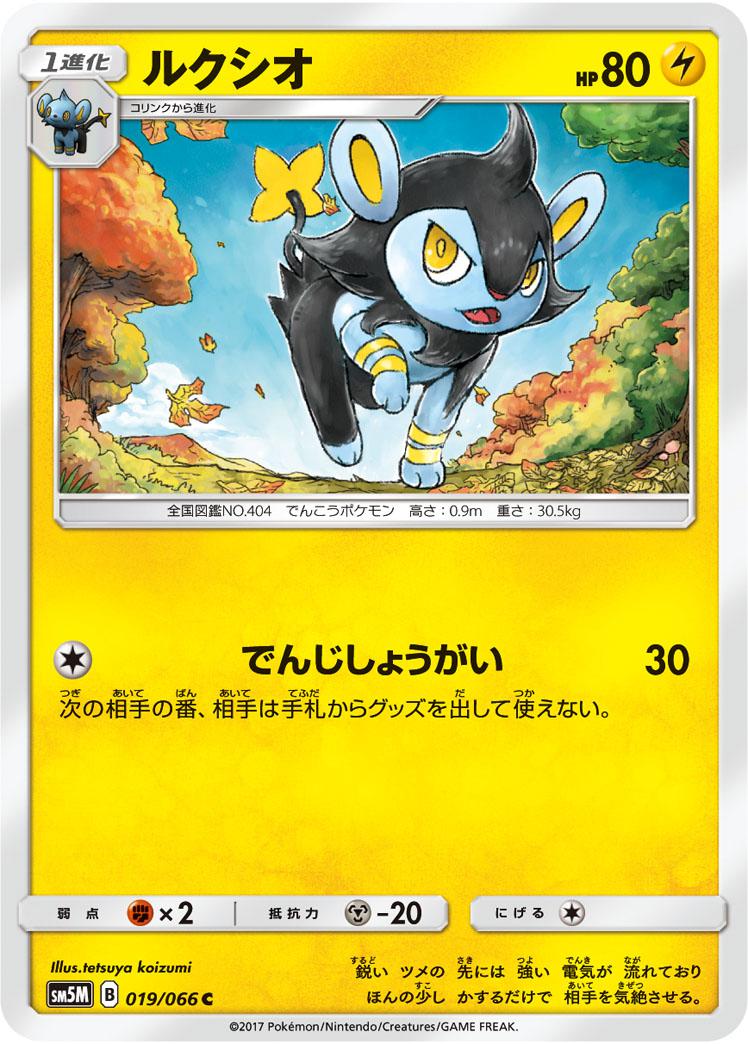 1進化
ルクシオ
HP80
コリンクから進化
全国図鑑NO.404 でんこうポケモン 高さ:0.9m 重さ:30.5kg
でんじしょうがい 30
次の相手の番、相手は手札からグッズを出して使えない。
弱点 ×2 抵抗力 -20 にげる
Illus.tetsuya koizumi
鋭い ツメの 先には 強い 電気が 流れており
ほんの少し かするだけで 相手を気絶させる。
SM5M B 019/066 C
©2017 Pokémon/Nintendo/Creatures/GAME FREAK.